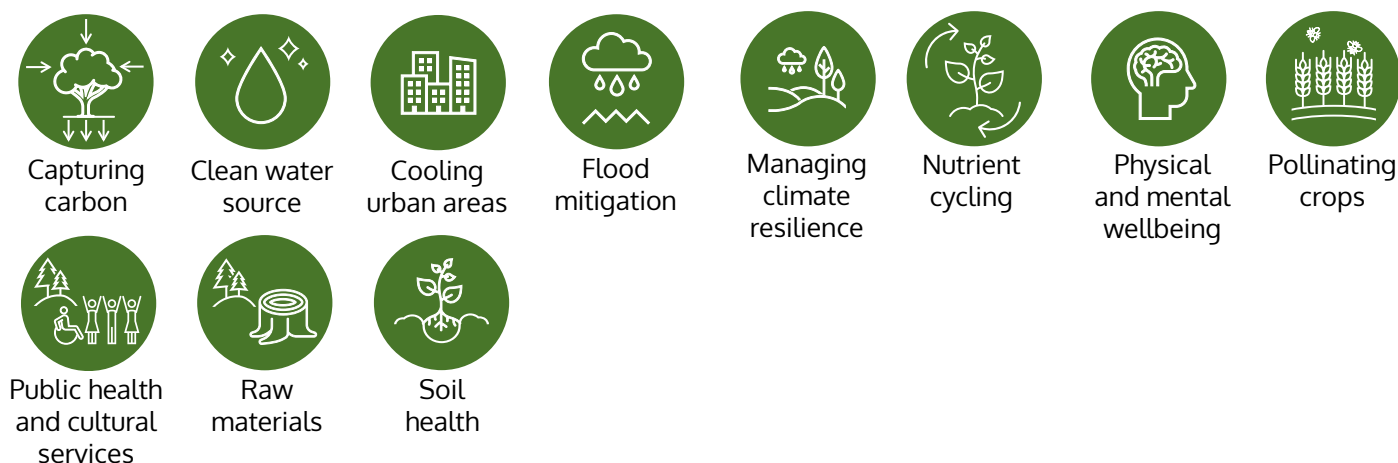 Capturing
carbon
Clean water
source
Cooling
urban areas
Flood
mitigation
Managing
climate
resilience
Nutrient
cycling
Physical
and mental
wellbeing
Pollinating
crops
Public health
and cultural
services
Raw
materials
Soil
health